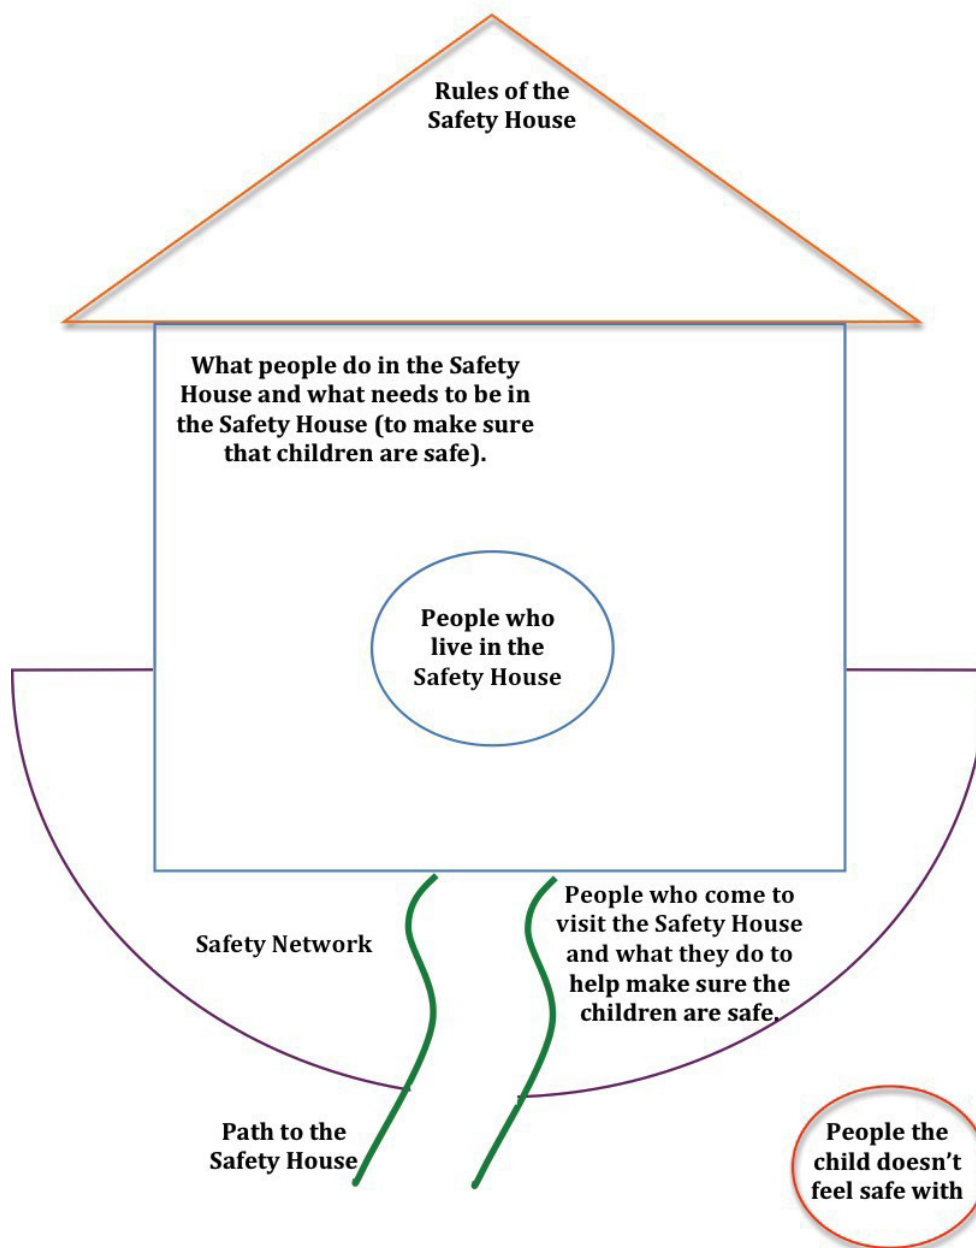 Rules of the
Safety House
What people do in the Safety
House and what needs to be in
the Safety House (to make sure
that children are safe).
People who
live in the
Safety House
Safety Network
People who come to
visit the Safety House
and what they do to
help make sure the
children are safe.
Path to the
Safety House
People the
child doesn’t
feel safe with